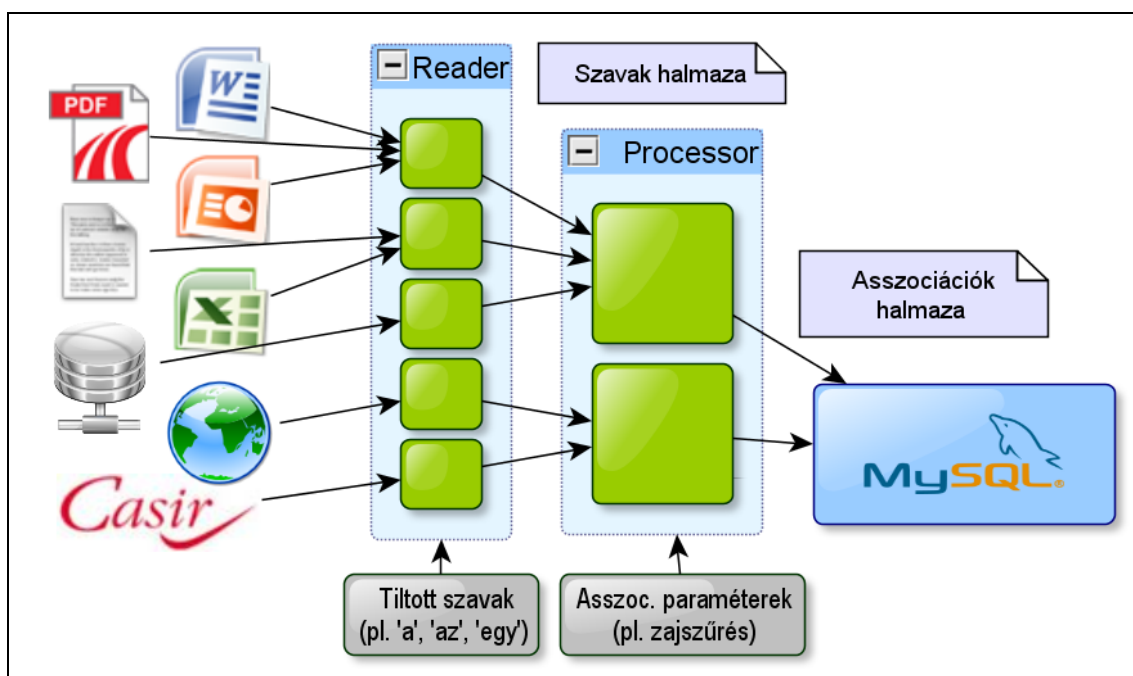 Reader
Szavak halmaza
PDF
W
Processor
Asszociációk
halmaza
X
MySQL®
Casir
Tiltott szavak
(pl. 'a', 'az', 'egy')
Asszoc. paraméterek
(pl. zajszűrés)